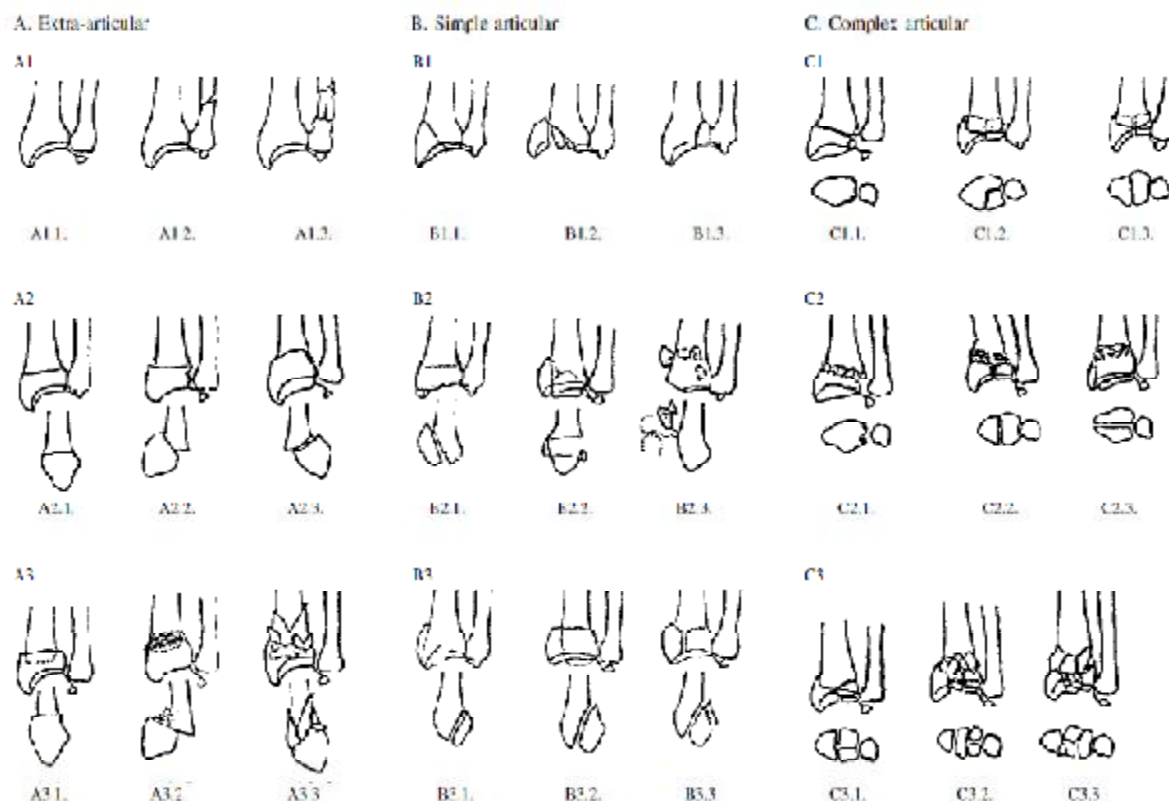 A. Extra-articular
B. Simple articular
C. Complex articular
A1
B1
C1
A1.1.
A1.2.
A1.3.
B1.1.
B1.2.
B1.3.
C1.1.
C1.2.
C1.3.
A2
B2
C2
A2.1.
A2.2.
A2.3.
B2.1.
B2.2.
B2.3.
C2.1.
C2.2.
C2.3.
A3
B3
C3
A3.1.
A3.2
A3.3
B3.1.
B3.2.
B3.3
C3.1.
C3.2.
C3.3